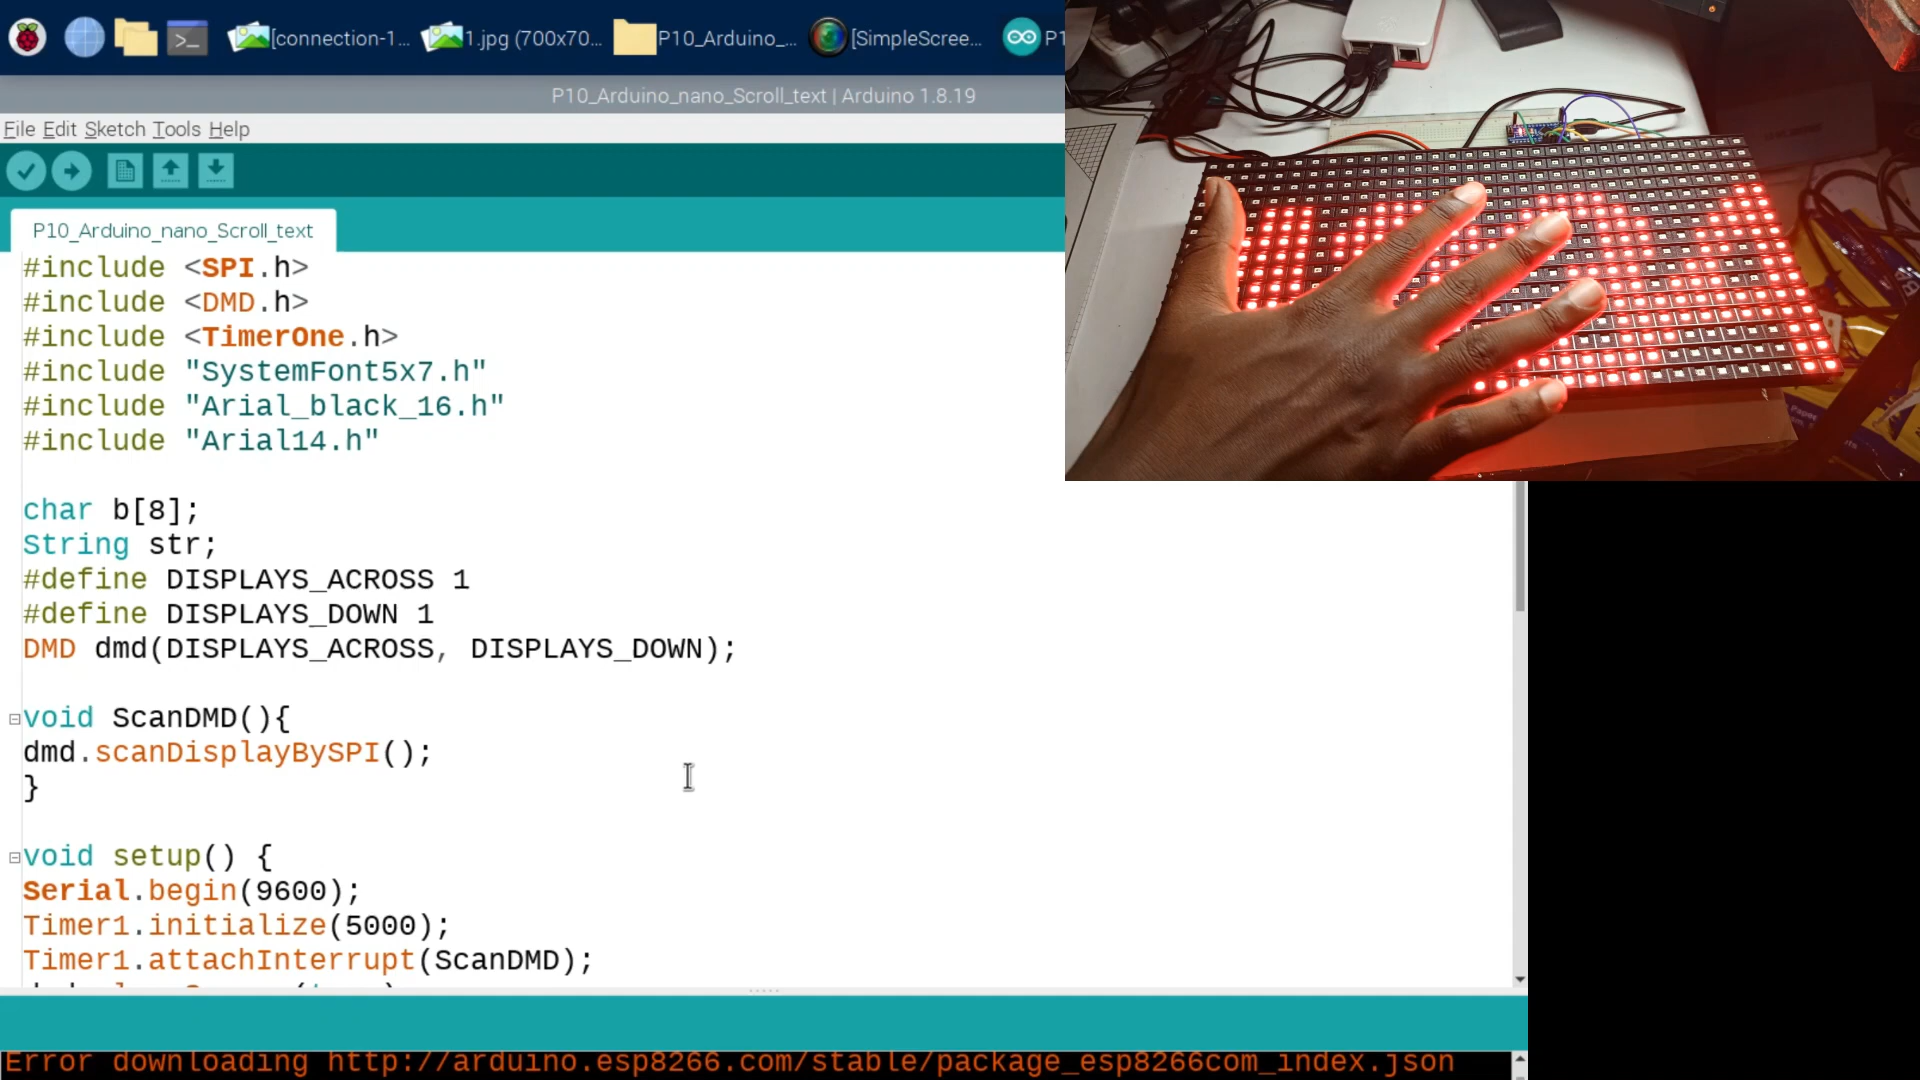 [connection-1... 1.jpg (700x70... P10_Arduino_... [SimpleScree... P1
P10_Arduino_nano_Scroll_text | Arduino 1.8.19
File Edit Sketch Tools Help
P10_Arduino_nano_Scroll_text
#include <SPI.h>
#include <DMD.h>
#include <TimerOne.h>
#include "SystemFont5x7.h"
#include "Arial_black_16.h"
#include "Arial14.h"
char b[8];
String str;
#define DISPLAYS_ACROSS 1
#define DISPLAYS_DOWN 1
DMD dmd(DISPLAYS_ACROSS, DISPLAYS_DOWN);
void ScanDMD(){
dmd.scanDisplayBySPI();
}
void setup() {
Serial.begin(9600);
Timer1.initialize(5000);
Timer1.attachInterrupt(ScanDMD);
Error downloading http://arduino.esp8266.com/stable/package_esp8266com_index.json